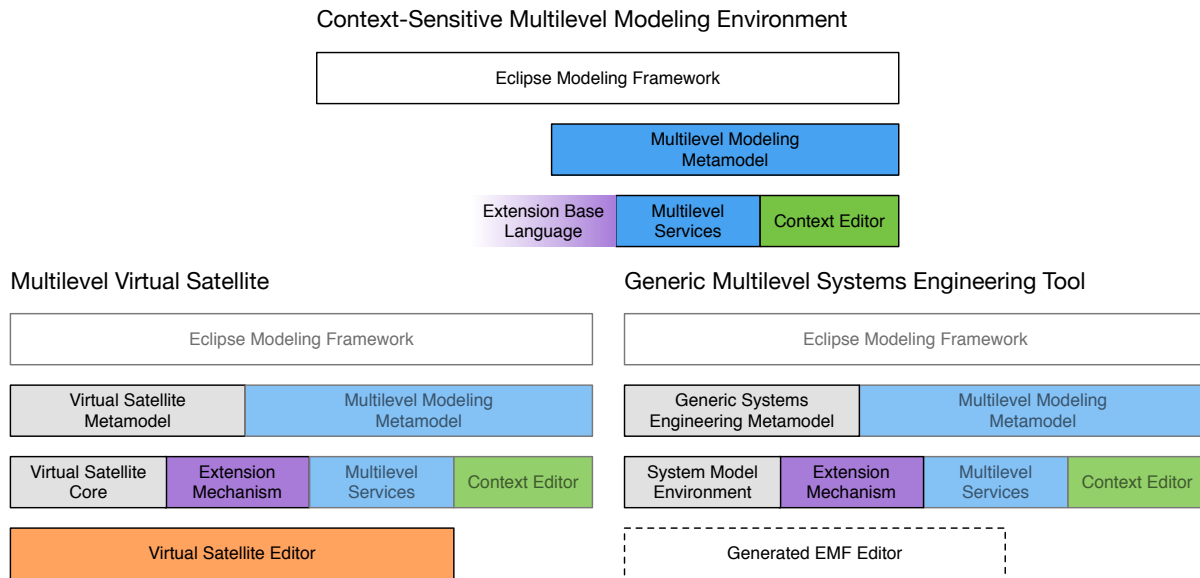 Context-Sensitive Multilevel Modeling Environment
Eclipse Modeling Framework
Multilevel Modeling
Metamodel
Extension Base
Language
Multilevel
Services
Context Editor
Multilevel Virtual Satellite
Eclipse Modeling Framework
Virtual Satellite
Metamodel
Multilevel Modeling
Metamodel
Virtual Satellite
Core
Extension
Mechanism
Multilevel
Services
Context Editor
Virtual Satellite Editor
Generic Multilevel Systems Engineering Tool
Eclipse Modeling Framework
Generic Systems
Engineering Metamodel
Multilevel Modeling
Metamodel
System Model
Environment
Extension
Mechanism
Multilevel
Services
Context Editor
Generated EMF Editor